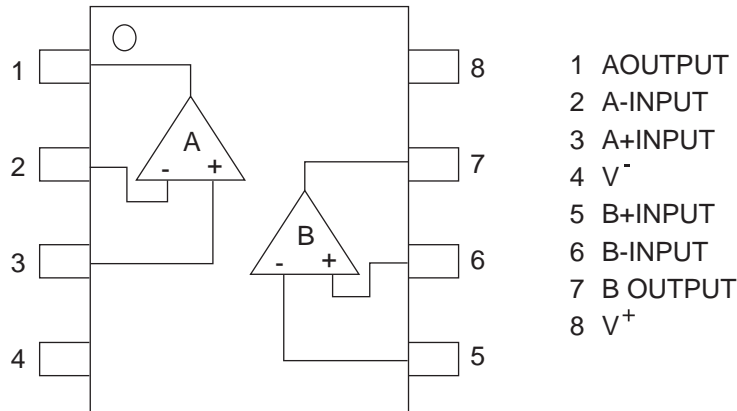 1
2
3
4
8
7
6
5
A
- +
B
- +
1 AOUTPUT
2 A-INPUT
3 A+INPUT
4 V-
5 B+INPUT
6 B-INPUT
7 B OUTPUT
8 V+